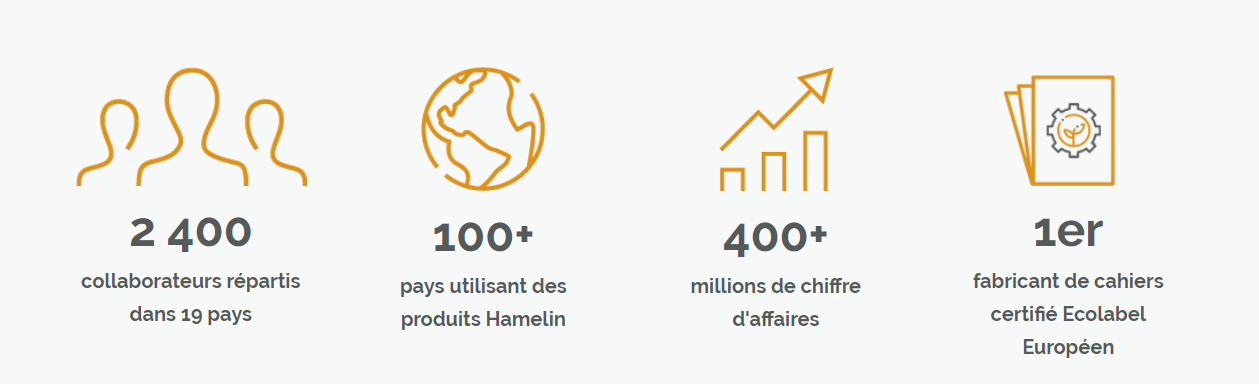 2 400
collaborateurs répartis
dans 19 pays
100+
pays utilisant des
produits Hamelin
400+
millions de chiffre
d'affaires
1er
fabricant de cahiers
certifié Ecolabel
Européen